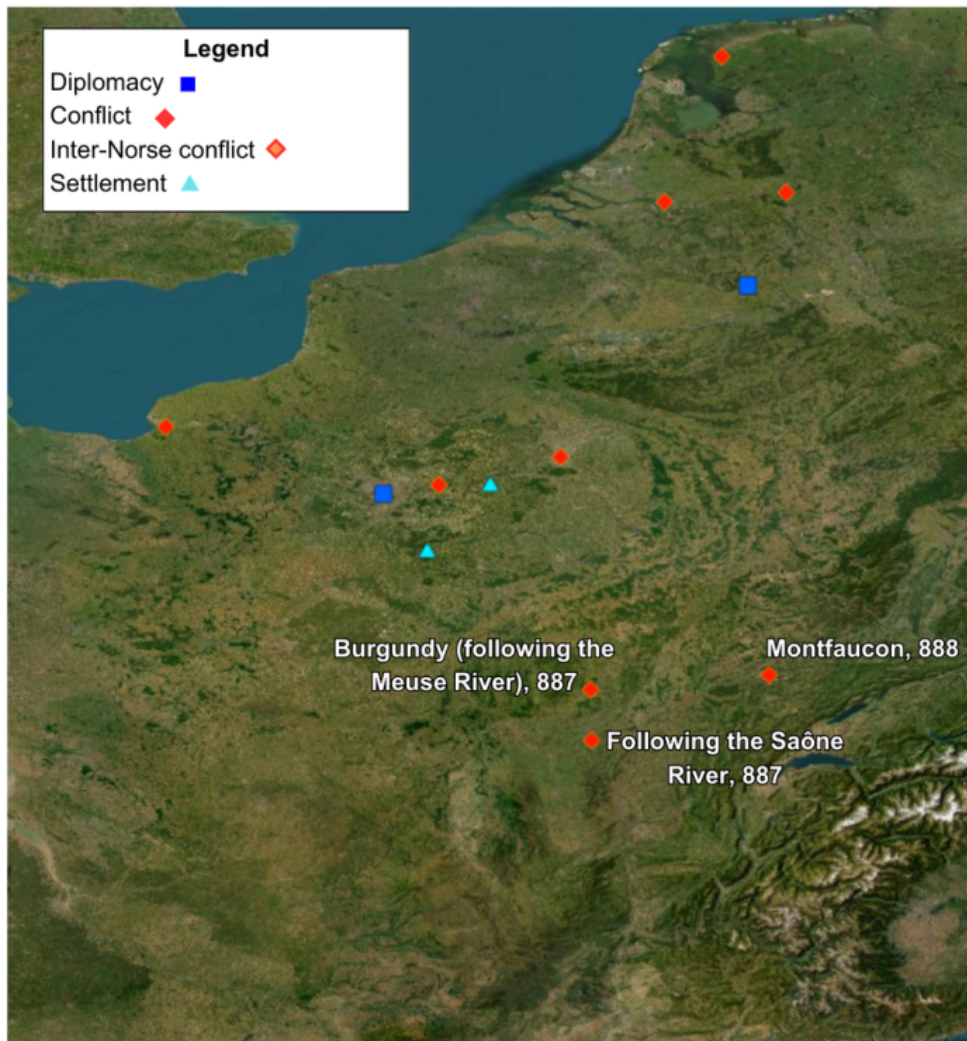 Legend
Diplomacy
Conflict
Inter-Norse conflict
Settlement
Burgundy (following the
Meuse River), 887
Montfaucon, 888
Following the Saône
River, 887